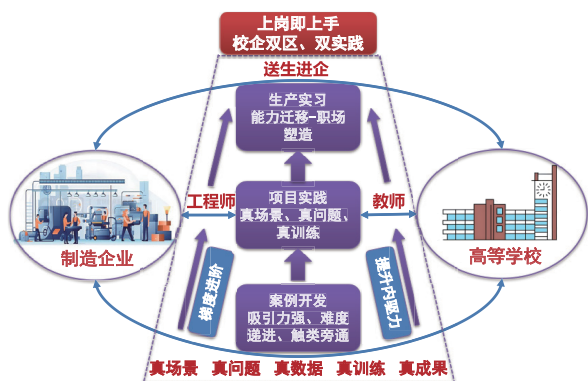 上岗即上手
校企双区、双实践
送生进企
生产实习
能力迁移-职场
塑造
工程师
项目实践
真场景、真问题、
真训练
教师
制造企业
高等学校
梯度进阶
提升内驱力
案例开发
吸引力强、难度
递进、触类旁通
真场景 真问题 真数据 真训练 真成果